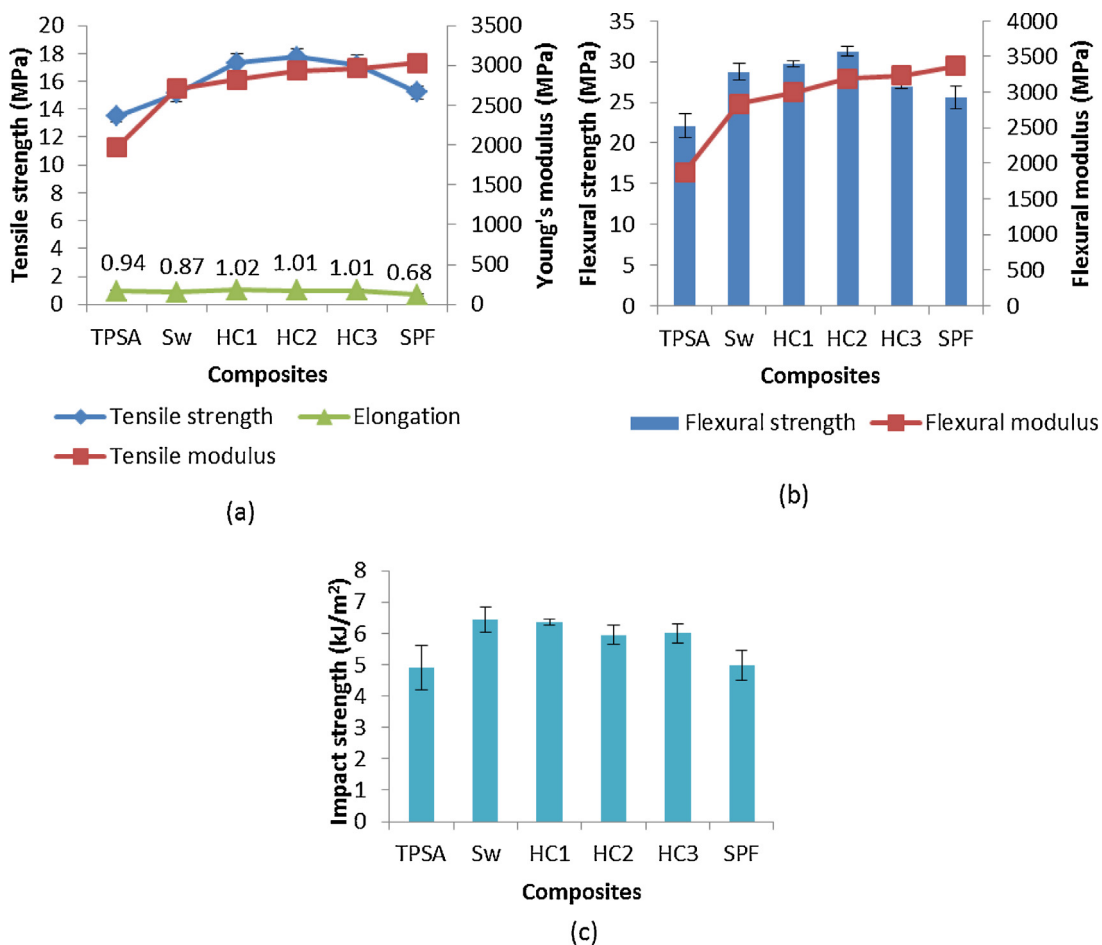 Tensile strength (MPa)
20
18
16
14
12
10
8
6
4
2
0
0.94 0.87 1.02 1.01 1.01 0.68
3500
3000
2500
2000
1500
1000
500
0
Young's modulus (MPa)
TPSA Sw HC1 HC2 HC3 SPF
Composites
Tensile strength Elongation
Tensile modulus
(a)
Flexural strength (MPa)
35
30
25
20
15
10
5
0
4000
3500
3000
2500
2000
1500
1000
500
0
Flexural modulus (MPa)
TPSA Sw HC1 HC2 HC3 SPF
Composites
Flexural strength Flexural modulus
(b)
Impact strength (kJ/m²)
8
7
6
5
4
3
2
1
0
TPSA Sw HC1 HC2 HC3 SPF
Composites
(c)